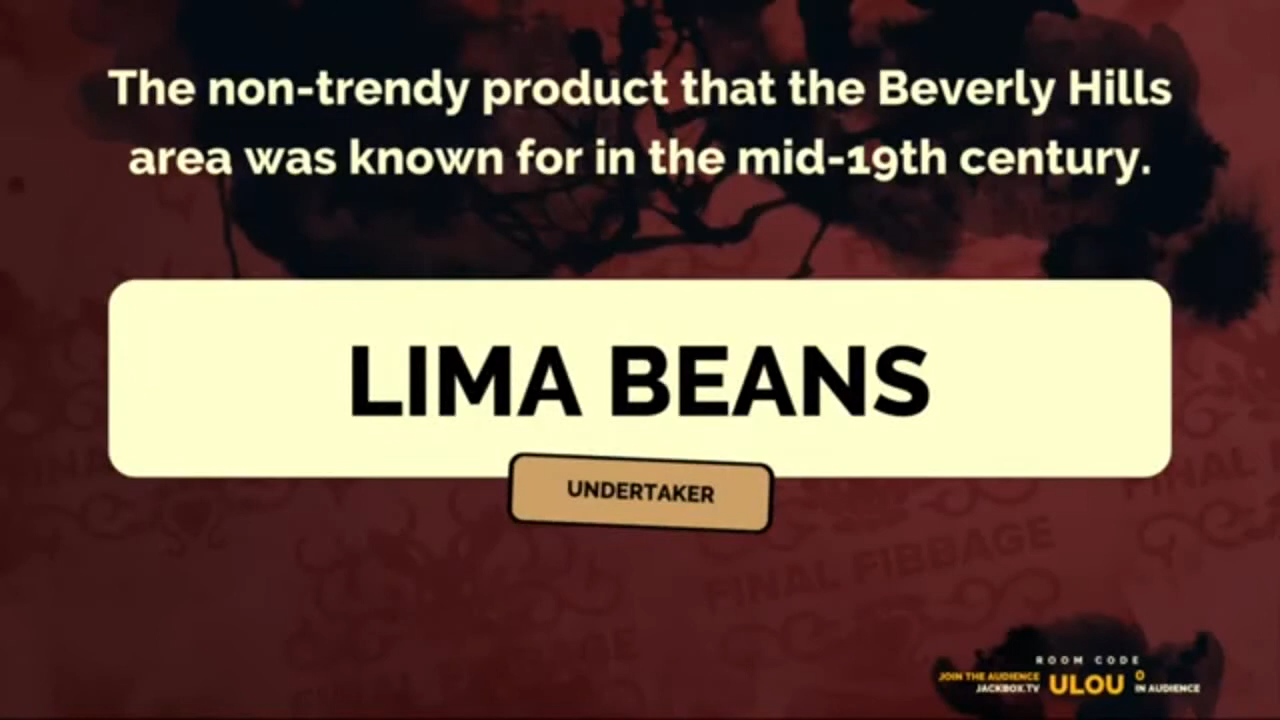 The non-trendy product that the Beverly Hills
area was known for in the mid-19th century.
LIMA BEANS
UNDERTAKER
FINAL FIBBAGE
ROOM CODE
JOIN THE AUDIENCE
JACKBOX.TV
ULOU
0
IN AUDIENCE